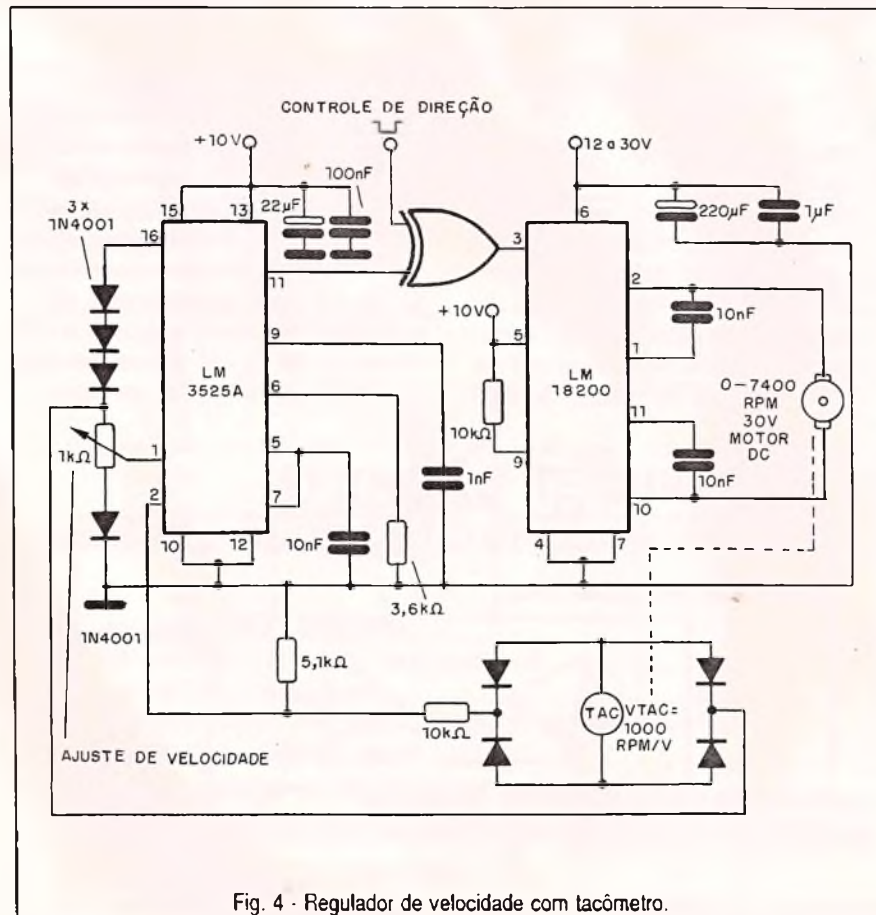 CONTROLE DE DIREÇÃO
+10V
12 a 30V
3x
1N4001
15
13
22µF
100nF
16
11
3
6
220µF
1µF
2
10nF
9
+10V
5
1
LM
3525A
LM
18200
6
0-7400
RPM
30V
MOTOR
DC
11
10kΩ
1kΩ
1
5
1nF
9
10nF
2
7
10
10
12
10nF
4
7
3,6kΩ
1N4001
5,1kΩ
TAC
VTAC=
1000
RPM/V
10kΩ
AJUSTE DE VELOCIDADE
Fig. 4 - Regulador de velocidade com tacômetro.